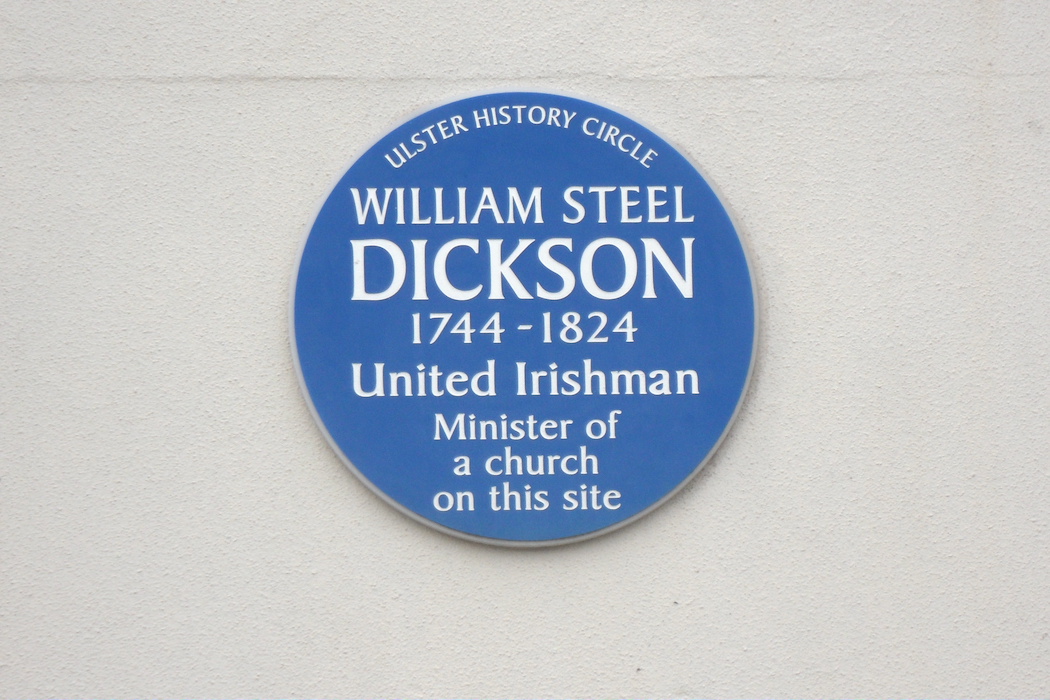 ULSTER HISTORY CIRCLE
WILLIAM STEEL
DICKSON
1744 - 1824
United Irishman
Minister of
a church
on this site